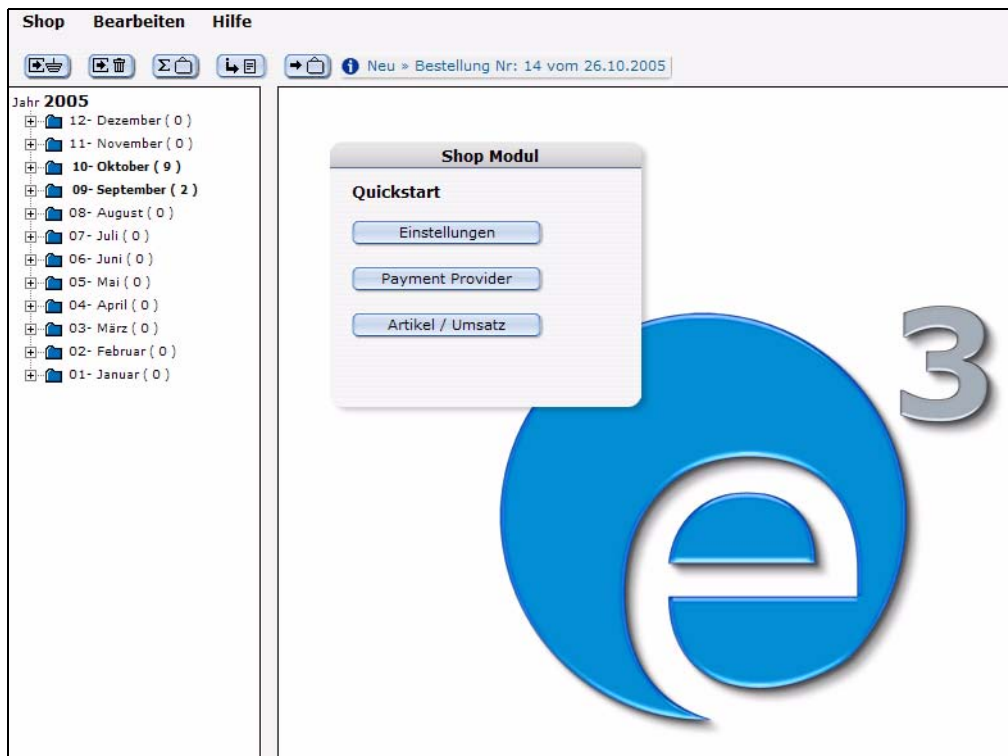 Shop Bearbeiten Hilfe
Neu » Bestellung Nr: 14 vom 26.10.2005
Jahr 2005
12- Dezember ( 0 )
11- November ( 0 )
10- Oktober ( 9 )
09- September ( 2 )
08- August ( 0 )
07- Juli ( 0 )
06- Juni ( 0 )
05- Mai ( 0 )
04- April ( 0 )
03- März ( 0 )
02- Februar ( 0 )
01- Januar ( 0 )
Shop Modul
Quickstart
Einstellungen
Payment Provider
Artikel / Umsatz
e3